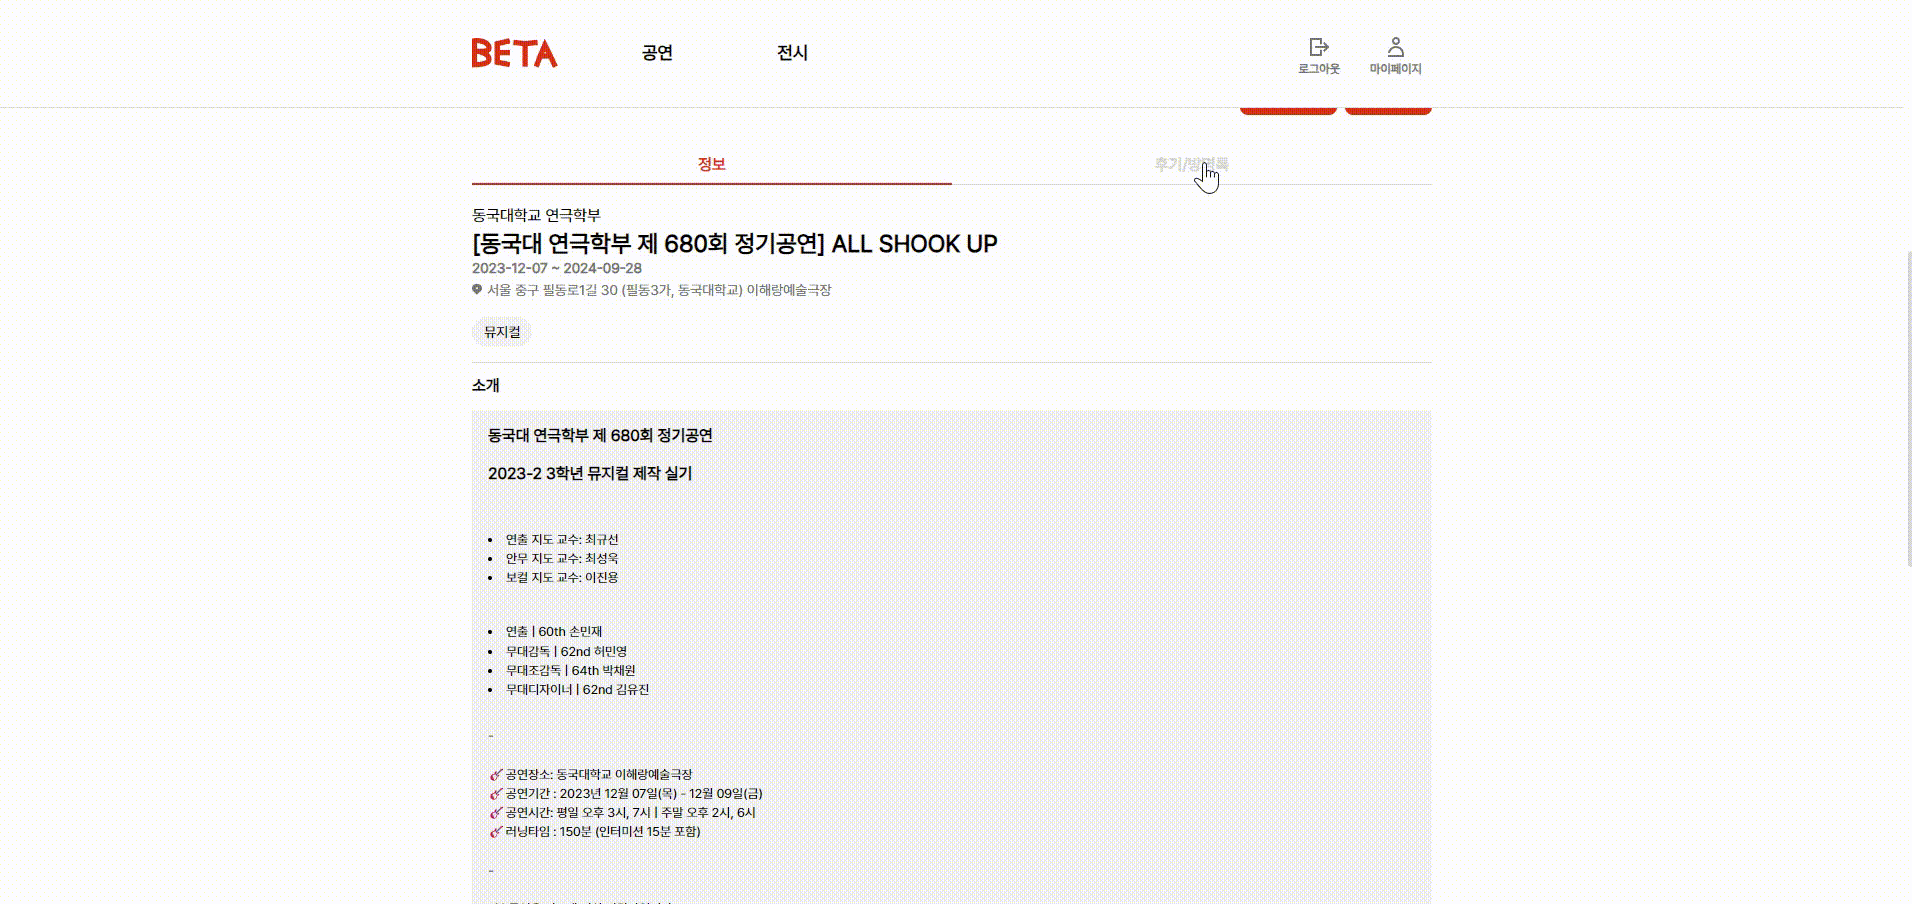 BETA
공연
전시
로그아웃
마이페이지
정보
후기/방명록
동국대학교 연극학부
[동국대 연극학부 제 680회 정기공연] ALL SHOOK UP
2023-12-07 ~ 2024-09-28
서울 중구 필동로1길 30 (필동3가, 동국대학교) 이해랑예술극장
뮤지컬
소개
동국대 연극학부 제 680회 정기공연
2023-2 3학년 뮤지컬 제작 실기
• 연출 지도 교수: 최규선
• 안무 지도 교수: 최성욱
• 보컬 지도 교수: 이진용
• 연출 | 60th 손민재
• 무대감독 | 62nd 허민영
• 무대조감독 | 64th 박채원
• 무대디자이너 | 62nd 김유진
-
🎸 공연장소: 동국대학교 이해랑예술극장
🎸 공연기간 : 2023년 12월 07일(목) - 12월 09일(금)
🎸 공연시간: 평일 오후 3시, 7시 | 주말 오후 2시, 6시
🎸 러닝타임 : 150분 (인터미션 15분 포함)
-